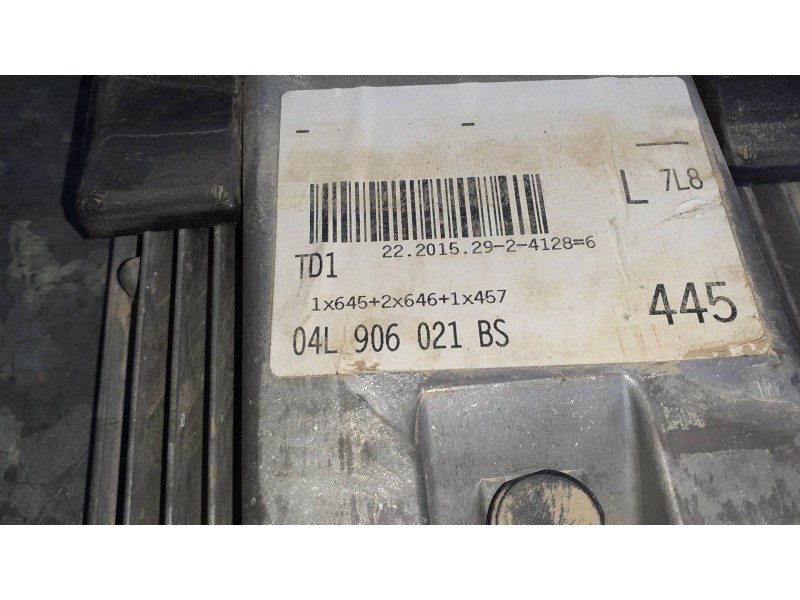 - -
L 7L8
22.2015.29-2-4128=6
TD1
1x645+2x646+1x457
445
04L 906 021 BS